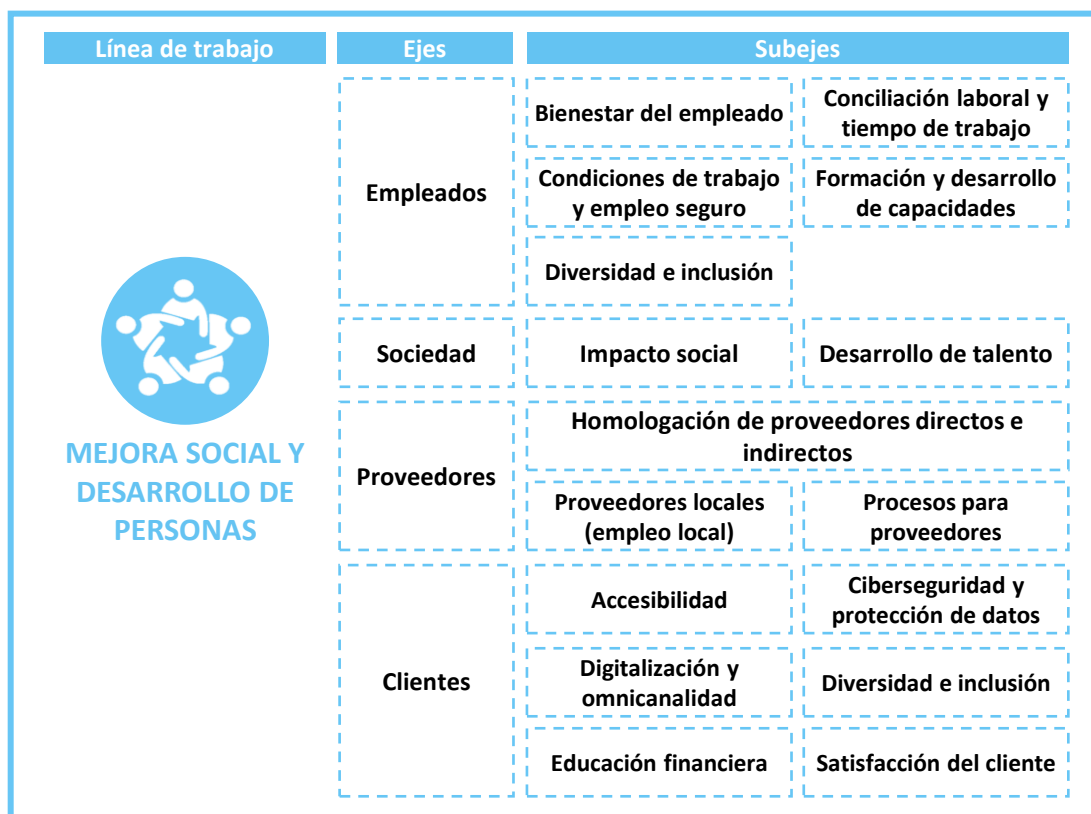 Línea de trabajo
Ejes
Subejes
MEJORA SOCIAL Y
DESARROLLO DE
PERSONAS
Empleados
Bienestar del empleado
Conciliación laboral y
tiempo de trabajo
Condiciones de trabajo
y empleo seguro
Formación y desarrollo
de capacidades
Diversidad e inclusión
Sociedad
Impacto social
Desarrollo de talento
Proveedores
Homologación de proveedores directos e
indirectos
Proveedores locales
(empleo local)
Procesos para
proveedores
Clientes
Accesibilidad
Ciberseguridad y
protección de datos
Digitalización y
omnicanalidad
Diversidad e inclusión
Educación financiera
Satisfacción del cliente